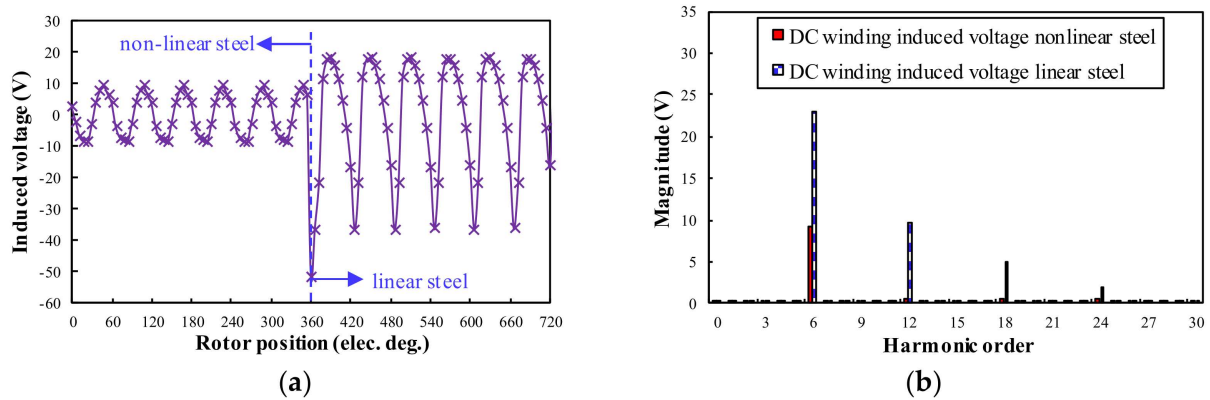 30
20
10
0
-10
-20
-30
-40
-50
-60
Induced voltage (V)
non-linear steel
linear steel
0 60 120 180 240 300 360 420 480 540 600 660 720
Rotor position (elec. deg.)
(a)
35
30
25
20
15
10
5
0
Magnitude (V)
DC winding induced voltage nonlinear steel
DC winding induced voltage linear steel
0 3 6 9 12 15 18 21 24 27 30
Harmonic order
(b)